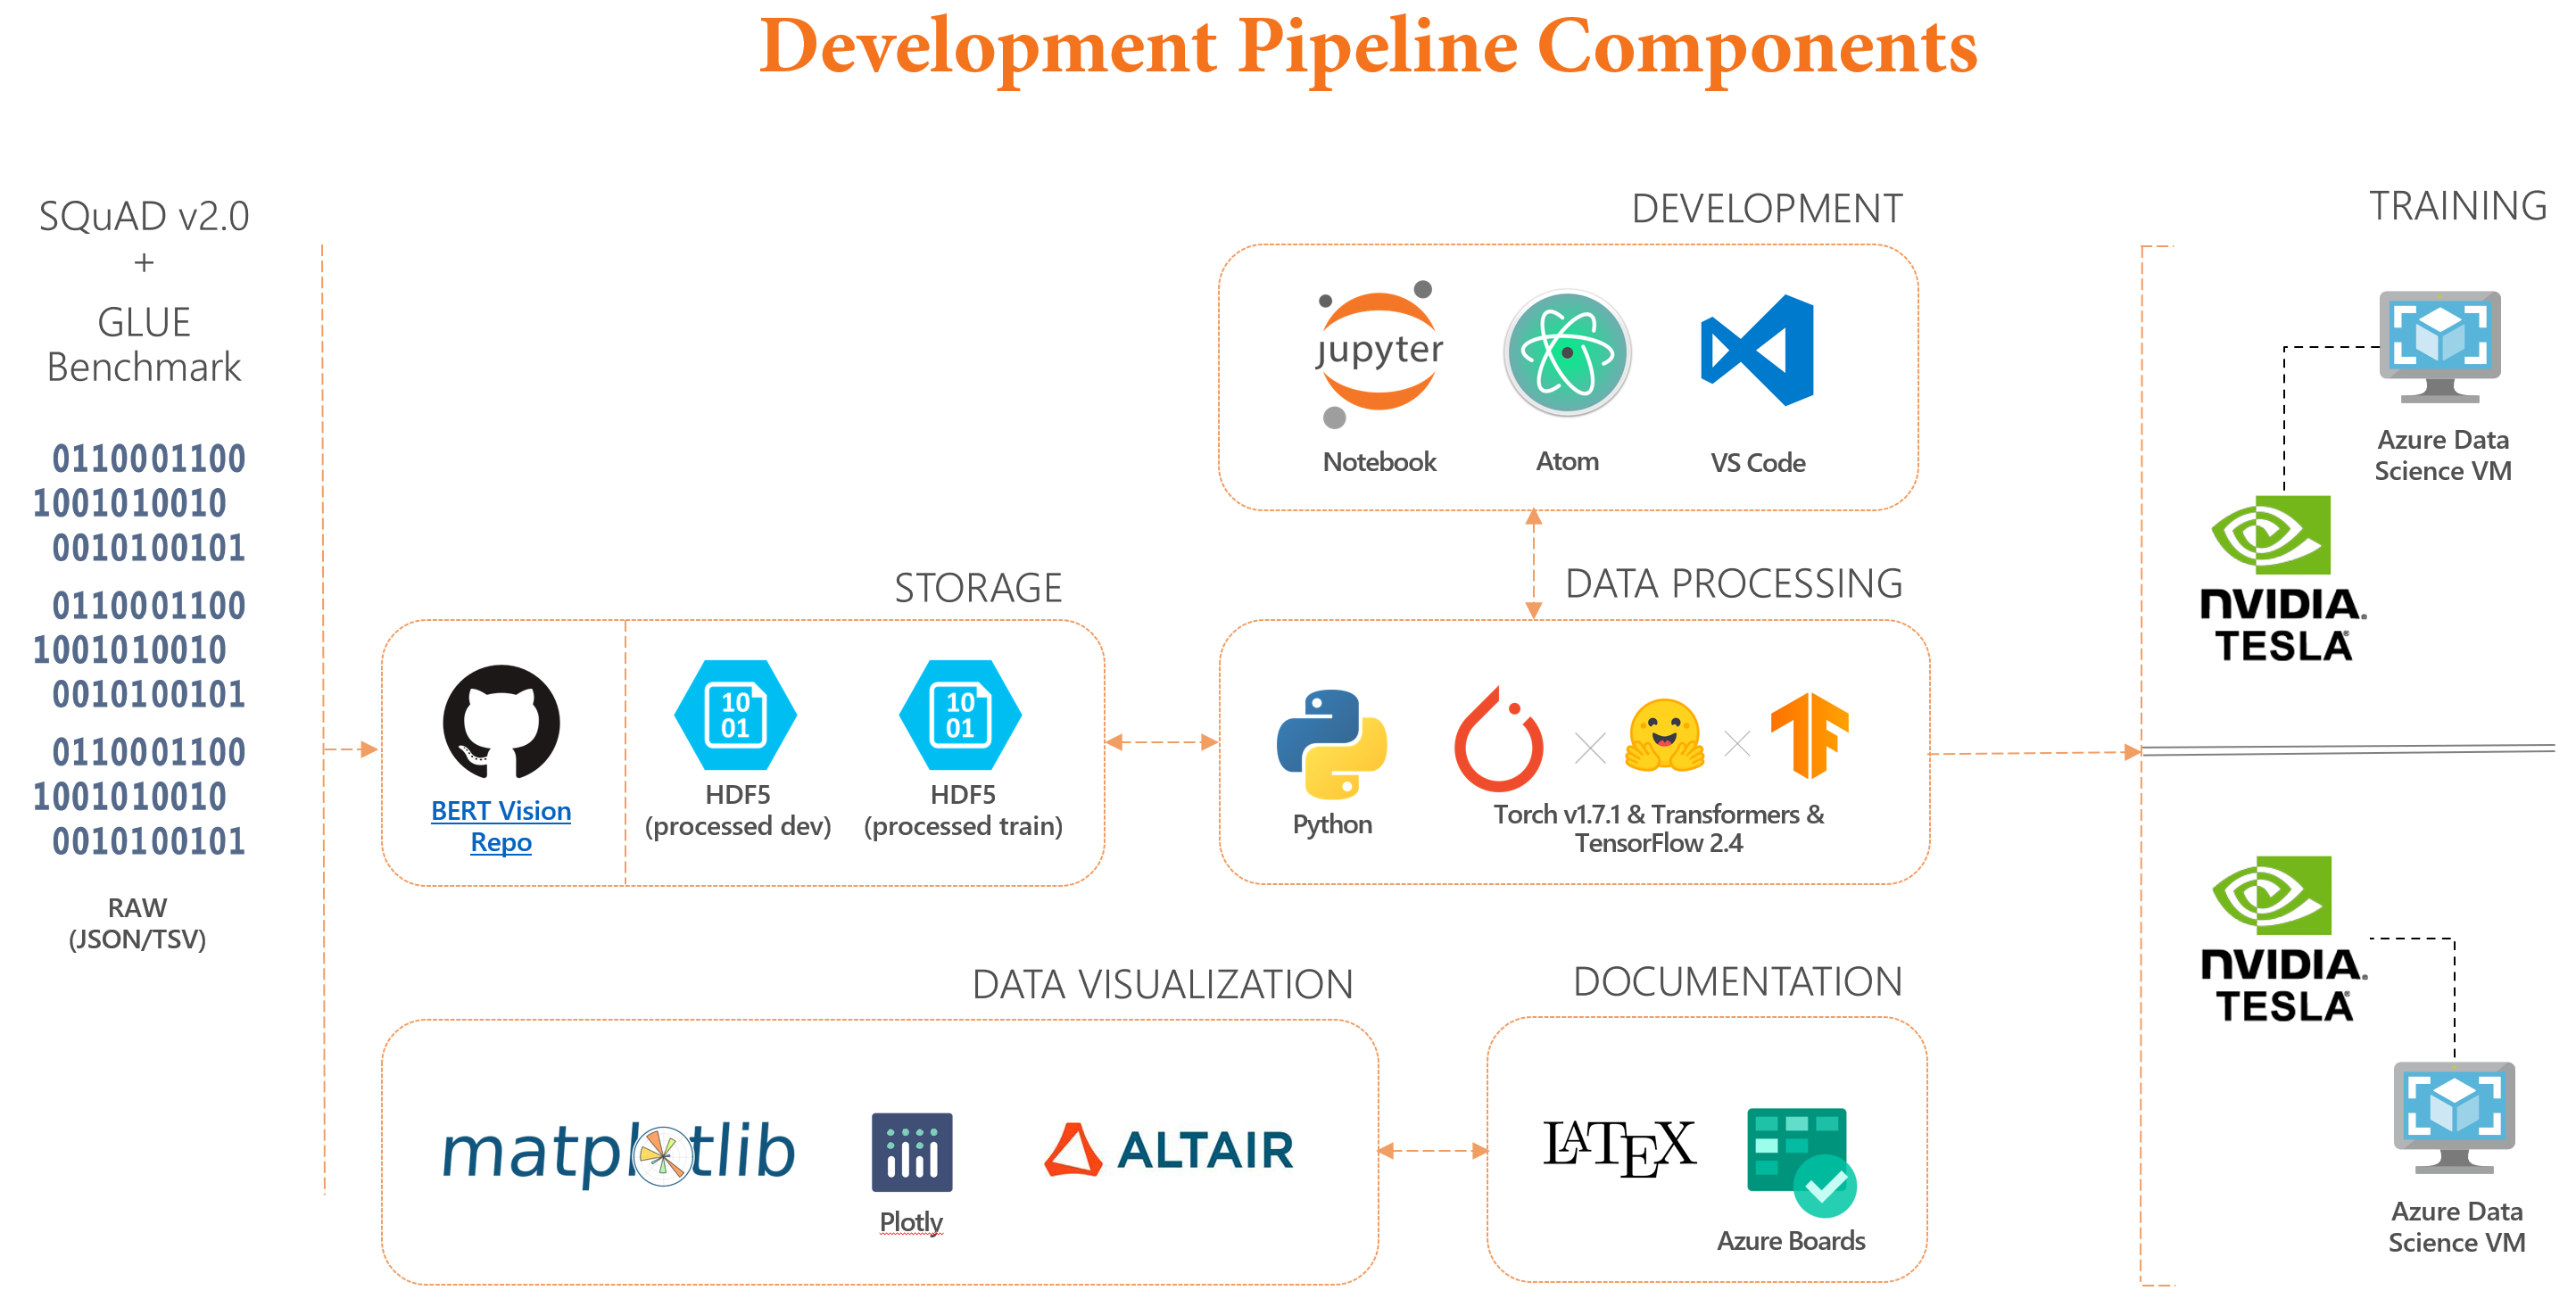 Development Pipeline Components
SQuAD v2.0
+
GLUE
Benchmark
0110001100
1001010010
0010100101
0110001100
1001010010
0010100101
0110001100
1001010010
0010100101
RAW
(JSON/TSV)
STORAGE
BERT Vision
Repo
10
01
HDF5
(processed dev)
10
01
HDF5
(processed train)
DEVELOPMENT
jupyter
Notebook
Atom
VS Code
DATA PROCESSING
Python
Torch v1.7.1 & Transformers &
TensorFlow 2.4
DATA VISUALIZATION
matplotlib
Plotly
ALTAIR
DOCUMENTATION
LATEX
Azure Boards
TRAINING
Azure Data
Science VM
NVIDIA®
TESLA®
NVIDIA®
TESLA®
Azure Data
Science VM